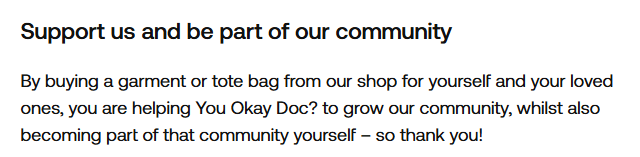 Support us and be part of our community
By buying a garment or tote bag from our shop for yourself and your loved
ones, you are helping You Okay Doc? to grow our community, whilst also
becoming part of that community yourself – so thank you!